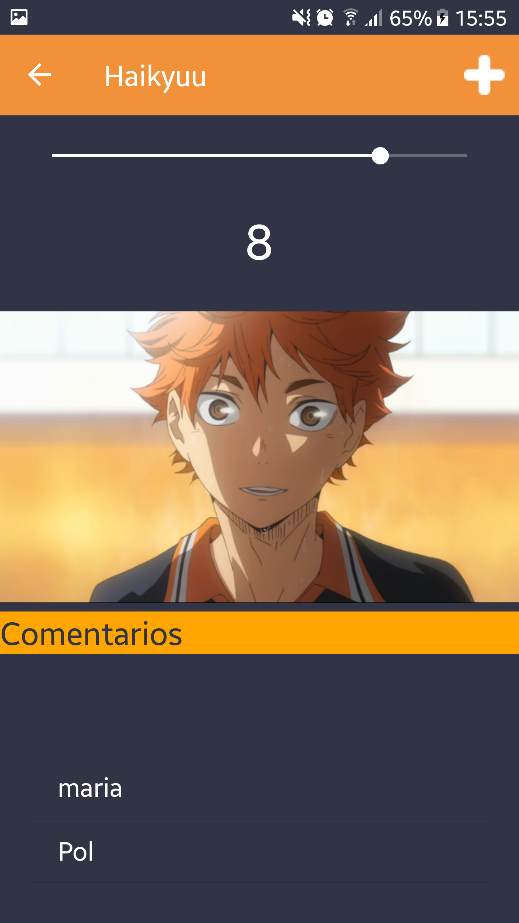 65% 15:55
Haikyuu
8
Comentarios
maria
Pol